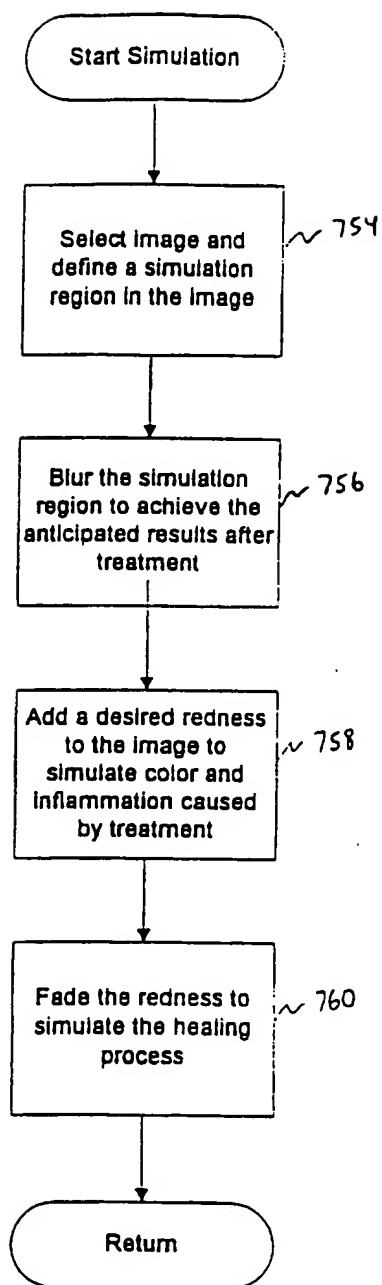 Start Simulation
Select image and
define a simulation
region in the image
754
Blur the simulation
region to achieve the
anticipated results after
treatment
756
Add a desired redness
to the image to
simulate color and
inflammation caused
by treatment
758
Fade the redness to
simulate the healing
process
760
Return